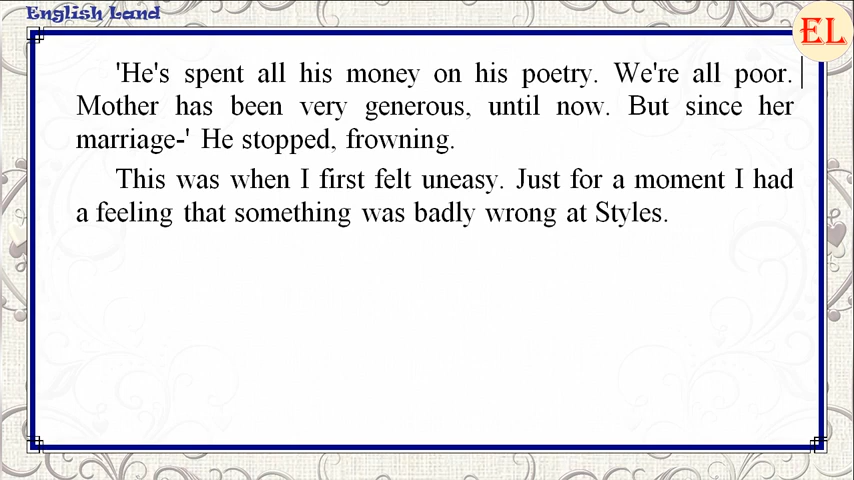 English Land
EL
'He's spent all his money on his poetry. We're all poor.
Mother has been very generous, until now. But since her
marriage-' He stopped, frowning.
This was when I first felt uneasy. Just for a moment I had
a feeling that something was badly wrong at Styles.